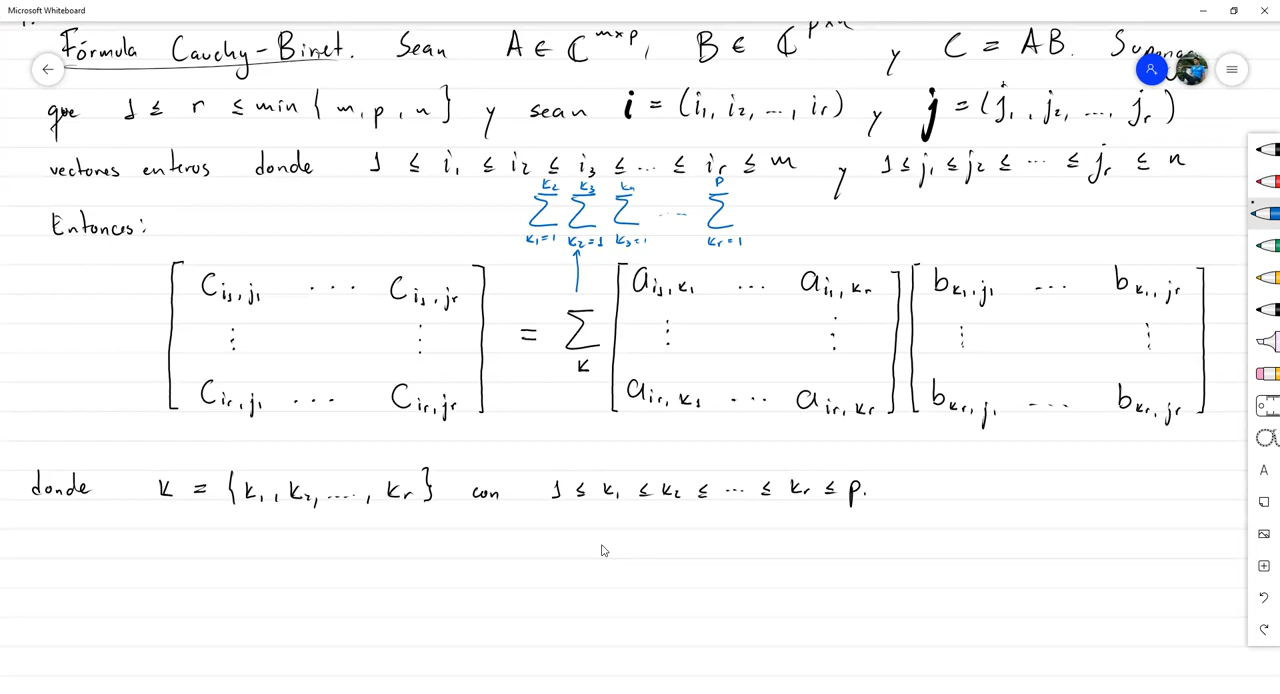 Microsoft Whiteboard
Fórmula Cauchy-Binet. Sean A ∈ ℂ^{m×p}, B ∈ ℂ^{p×n} y C = AB.
que 1 ≤ r ≤ min { m, p, n } y sean i = (i₁, i₂, ..., iᵣ) y j = (j₁, j₂, ..., jᵣ)
vectores enteros donde 1 ≤ i₁ ≤ i₂ ≤ i₃ ≤ ... ≤ iᵣ ≤ m y 1 ≤ j₁ ≤ j₂ ≤ ... ≤ jᵣ ≤ n
Entonces: ∑_{k₁=1}^{k₂} ∑_{k₂=1}^{k₃} ∑_{k₃=1}^{k₄} ... ∑_{kᵣ=1}^{p}
[ C_{i₁,j₁} ... C_{i₁,jᵣ} ] = ∑_{k} [ a_{i₁,k₁} ... a_{i₁,kᵣ} ] [ b_{k₁,j₁} ... b_{k₁,jᵣ} ]
⋮ ⋮ ⋮ ⋮ ⋮ ⋮
[ C_{iᵣ,j₁} ... C_{iᵣ,jᵣ} ] [ a_{iᵣ,k₁} ... a_{iᵣ,kᵣ} ] [ b_{kᵣ,j₁} ... b_{kᵣ,jᵣ} ]
donde k = {k₁, k₂, ..., kᵣ} con 1 ≤ k₁ ≤ k₂ ≤ ... ≤ kᵣ ≤ p.
A